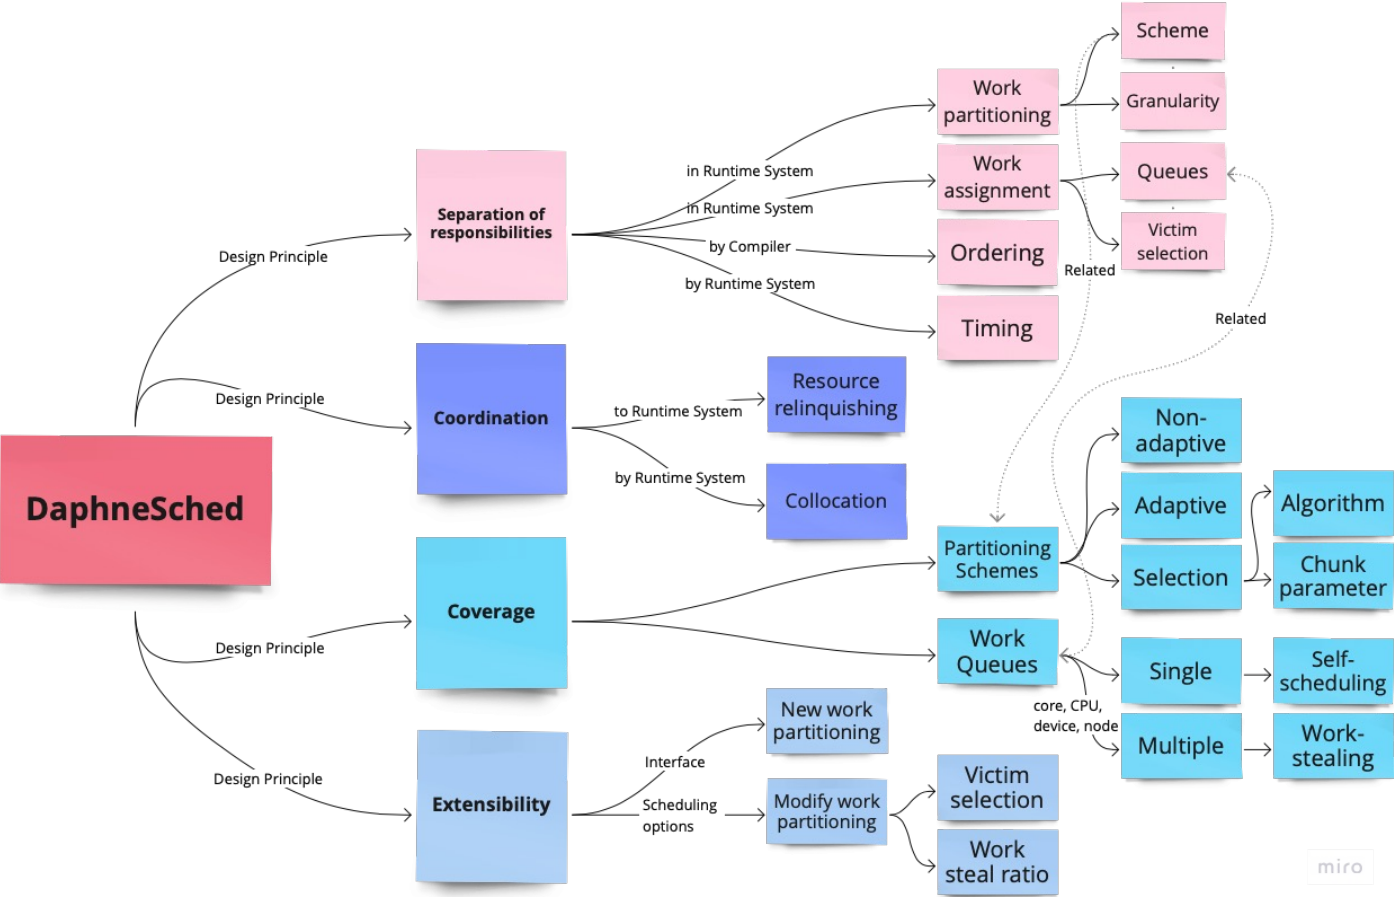 DaphneSched
Design Principle
Separation of
responsibilities
in Runtime System
Work
partitioning
Scheme
Granularity
in Runtime System
Work
assignment
Queues
Victim
selection
by Compiler
Ordering
by Runtime System
Timing
Related
Related
Design Principle
Coordination
to Runtime System
Resource
relinquishing
by Runtime System
Collocation
Design Principle
Coverage
Partitioning
Schemes
Non-
adaptive
Adaptive
Selection
Algorithm
Chunk
parameter
Work
Queues
core, CPU,
device, node
Single
Self-
scheduling
Multiple
Work-
stealing
Design Principle
Extensibility
Interface
New work
partitioning
Scheduling
options
Modify work
partitioning
Victim
selection
Work
steal ratio
miro